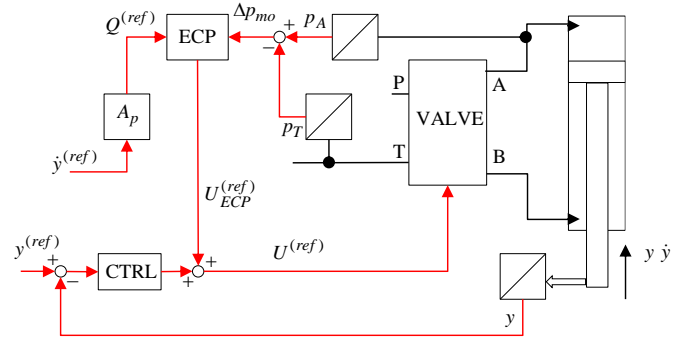 Q^(ref) ECP Δp_mo + − p_A
P A
A_p p_T VALVE
ẏ^(ref) T B
U_ECP^(ref)
y^(ref) + − CTRL + + U^(ref) y ẏ
y